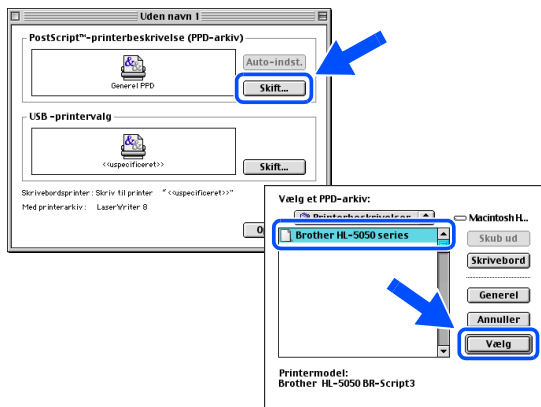 Uden navn 1
PostScript™-printerbeskrivelse (PPD-arkiv)
Generel PPD
Auto-indst.
Skift...
USB -printervalg
<<uspecificeret>>
Skift...
Skrivebordsprinter : Skriv til printer "<<uspecificeret>>"
Med printerarkiv : LaserWriter 8
Vælg et PPD-arkiv:
Printerbeskrivelser
Macintosh H...
Brother HL-5050 series
Skub ud
Skrivebord
Generel
Annuller
Vælg
Printermodel:
Brother HL-5050 BR-Script3